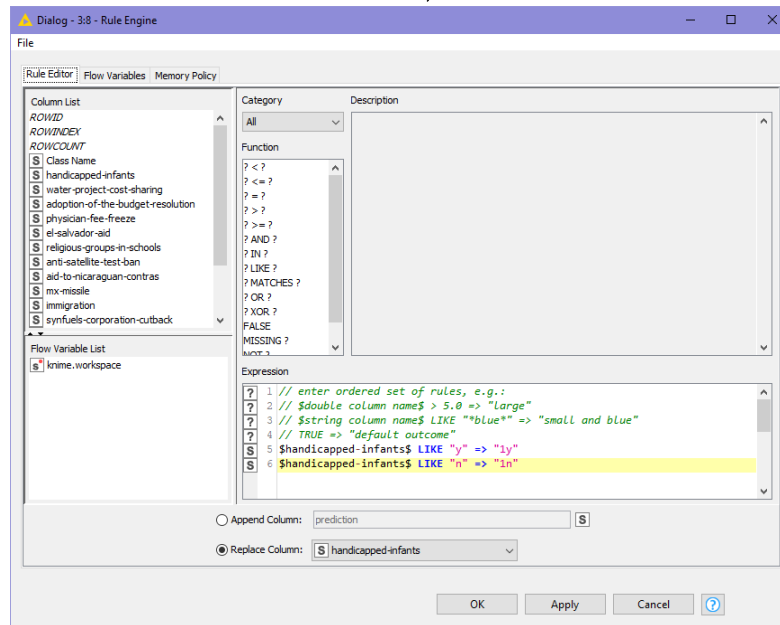 Dialog - 3:8 - Rule Engine
File
Rule Editor Flow Variables Memory Policy
Column List
ROWID
ROWINDEX
ROWCOUNT
S Class Name
S handicapped-infants
S water-project-cost-sharing
S adoption-of-the-budget-resolution
S physician-fee-freeze
S el-salvador-aid
S religious-groups-in-schools
S anti-satellite-test-ban
S aid-to-nicaraguan-contras
S mx-missile
S immigration
S synfuels-corporation-cutback
Flow Variable List
s knime.workspace
Category
All
Function
? < ?
? <= ?
? = ?
? > ?
? >= ?
? AND ?
? IN ?
? LIKE ?
? MATCHES ?
? OR ?
? XOR ?
FALSE
MISSING ?
NOT ?
Description
Expression
? 1 // enter ordered set of rules, e.g.:
? 2 // $double column name$ > 5.0 => "large"
? 3 // $string column name$ LIKE "*blue*" => "small and blue"
? 4 // TRUE => "default outcome"
S 5 $handicapped-infants$ LIKE "y" => "1y"
S 6 $handicapped-infants$ LIKE "n" => "1n"
Append Column: prediction S
Replace Column: S handicapped-infants
OK Apply Cancel ?